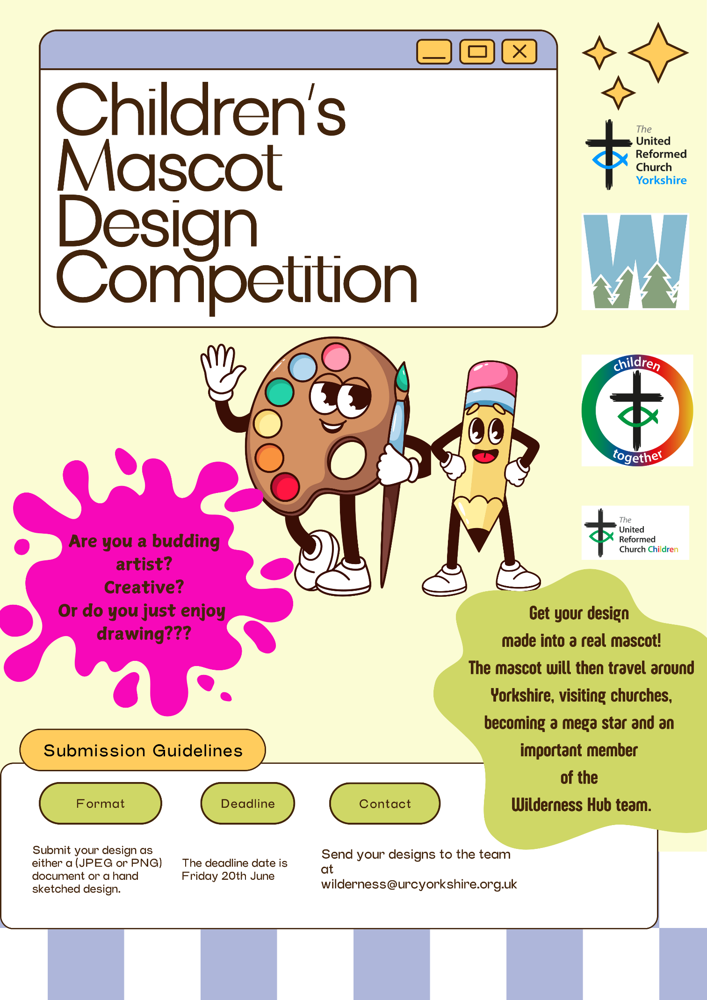 Children's
Mascot
Design
Competition
The
United
Reformed
Church
Yorkshire
W
children
together
The
United
Reformed
Church Children
Are you a budding
artist?
Creative?
Or do you just enjoy
drawing???
Get your design
made into a real mascot!
The mascot will then travel around
Yorkshire, visiting churches,
becoming a mega star and an
important member
of the
Wilderness Hub team.
Submission Guidelines
Format
Submit your design as
either a (JPEG or PNG)
document or a hand
sketched design.
Deadline
The deadline date is
Friday 20th June
Contact
Send your designs to the team
at
wilderness@urcyorkshire.org.uk